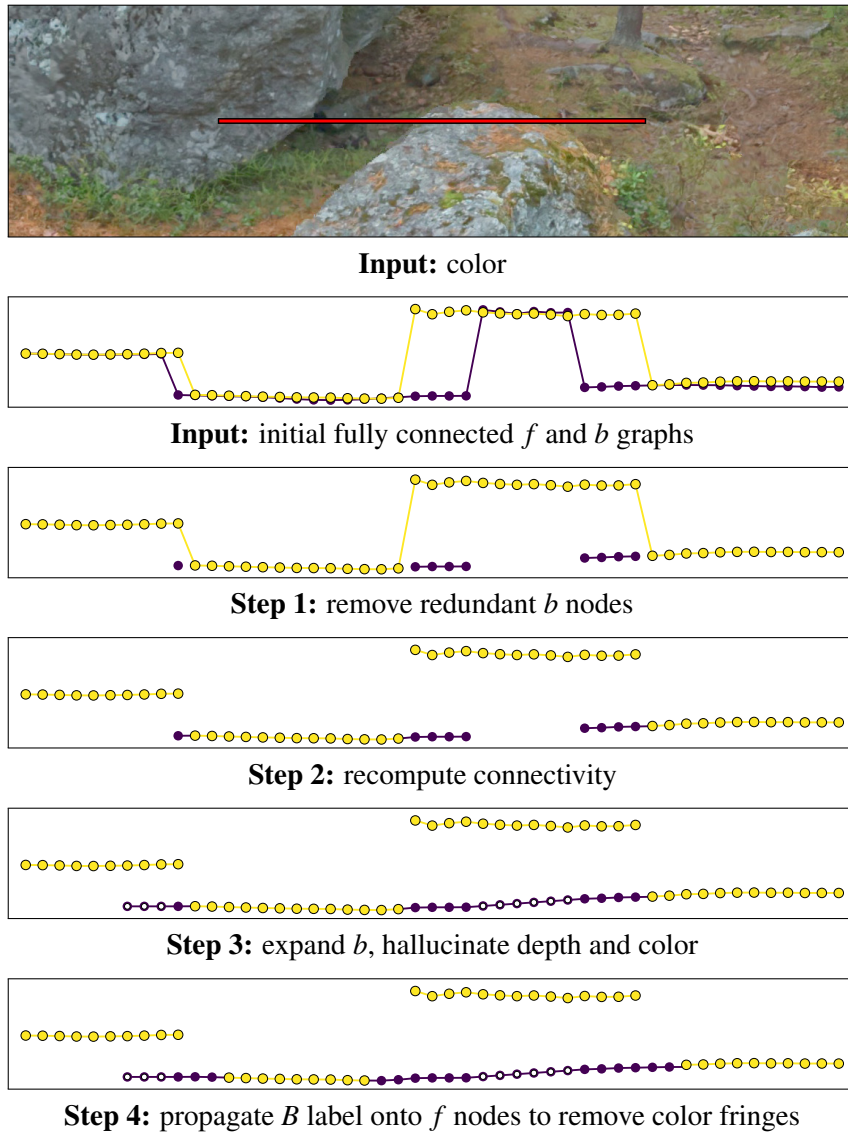 Input: color
Input: initial fully connected f and b graphs
Step 1: remove redundant b nodes
Step 2: recompute connectivity
Step 3: expand b, hallucinate depth and color
Step 4: propagate B label onto f nodes to remove color fringes